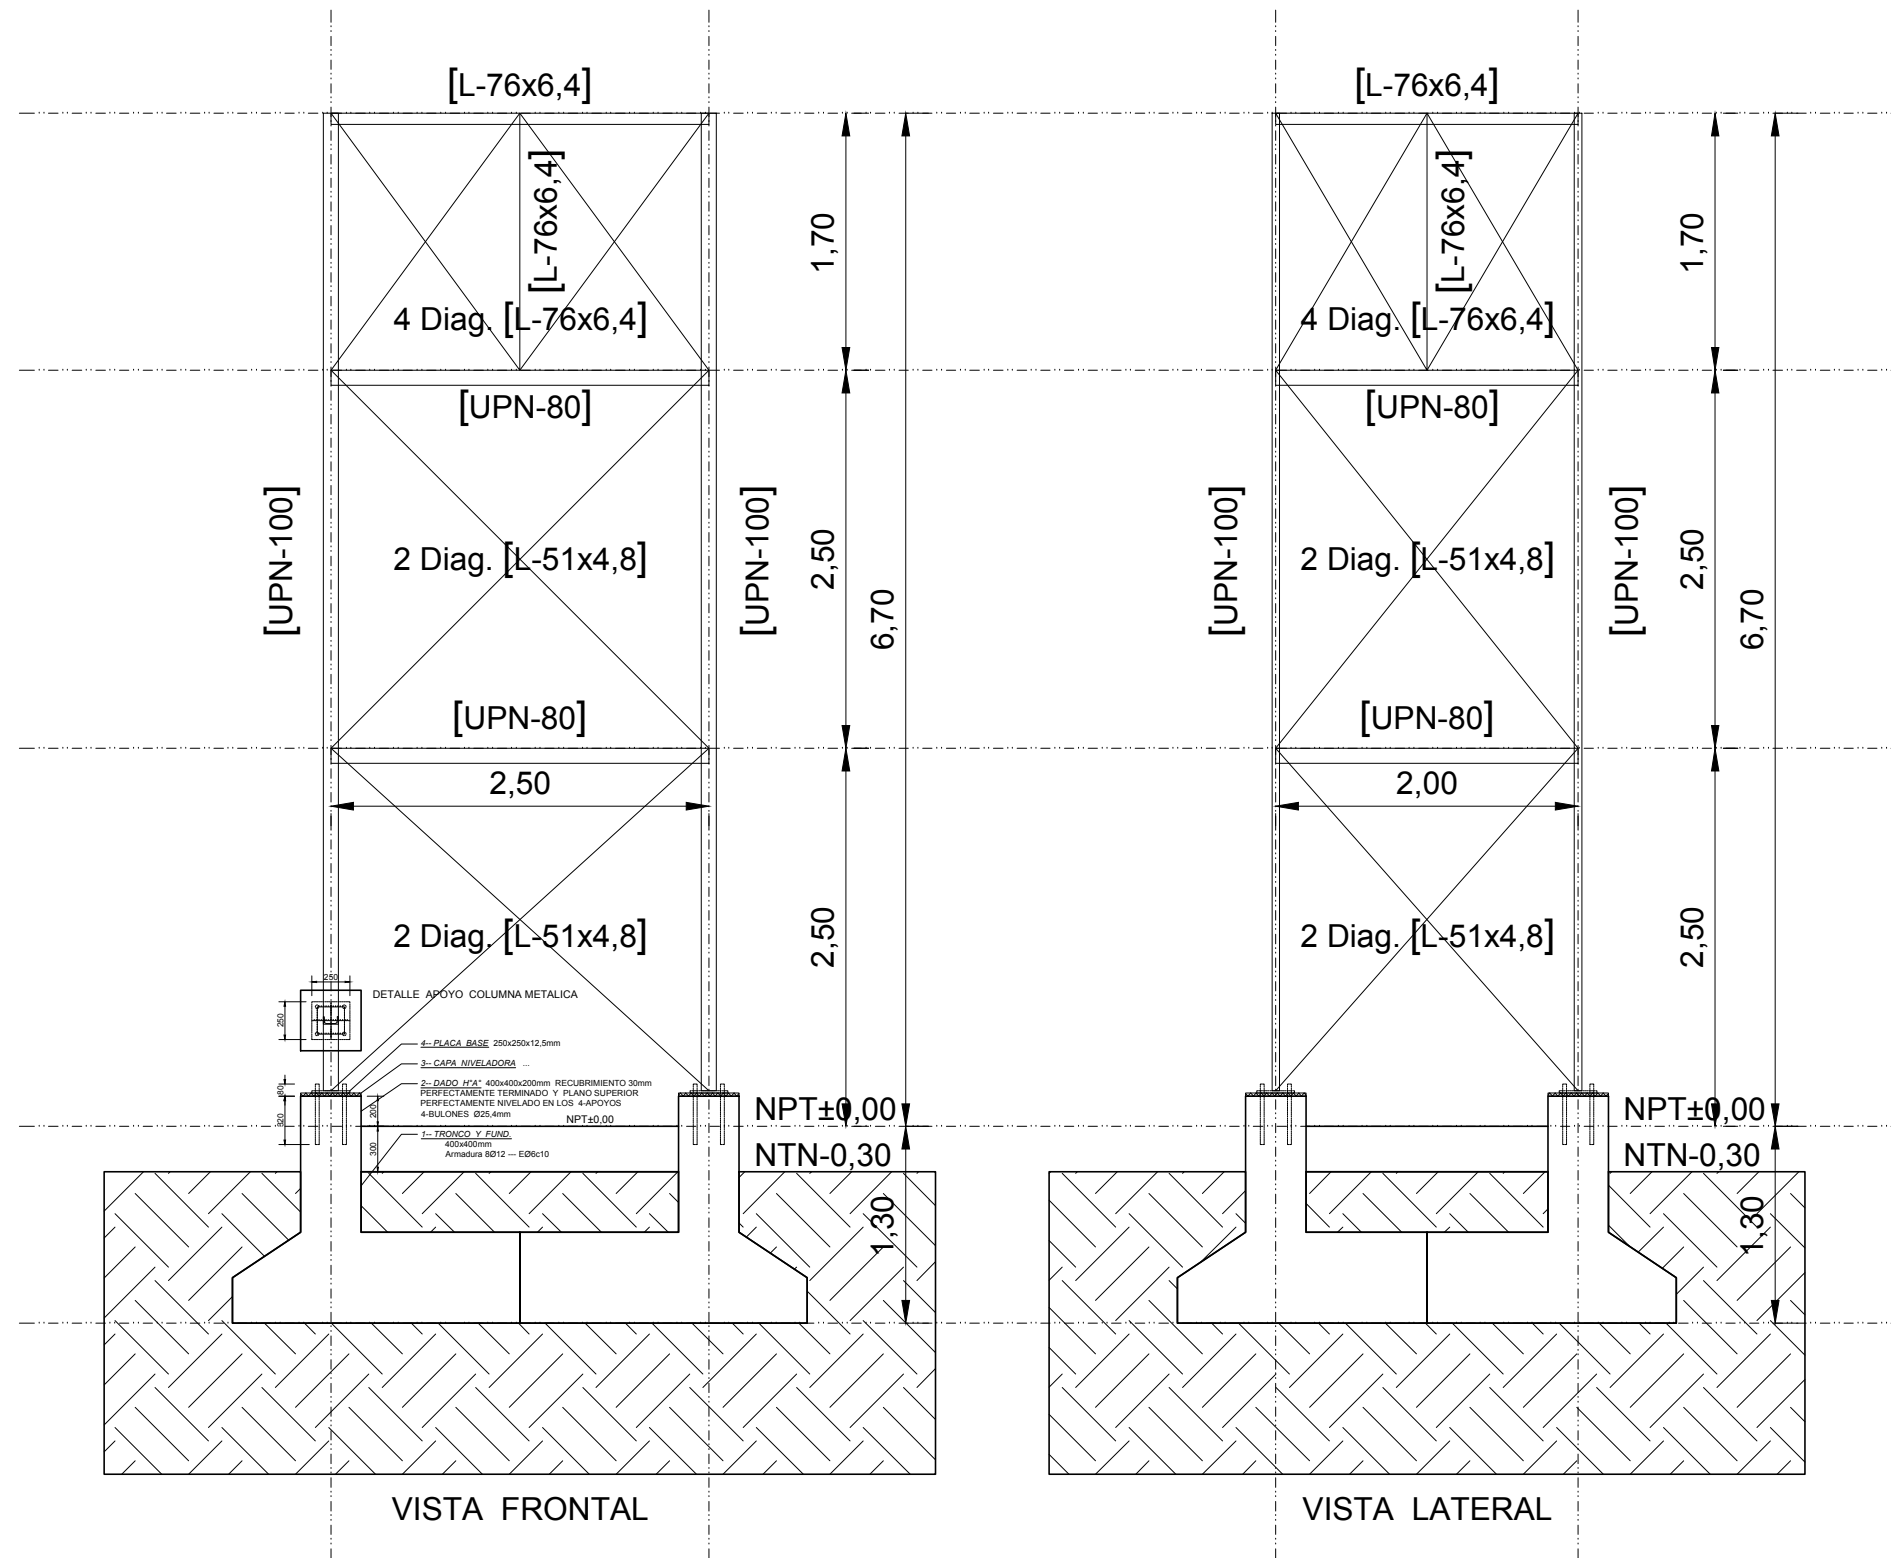 [L-76x6,4]
[L-76x6,4]
[L-76x6,4]
[L-76x6,4]
1,70
1,70
4 Diag. [L-76x6,4]
4 Diag. [L-76x6,4]
[UPN-80]
[UPN-80]
[UPN-100]
[UPN-100]
[UPN-100]
[UPN-100]
2 Diag. [L-51x4,8]
2 Diag. [L-51x4,8]
2,50
2,50
6,70
6,70
[UPN-80]
[UPN-80]
2,50
2,00
2 Diag. [L-51x4,8]
2 Diag. [L-51x4,8]
2,50
2,50
250
250
DETALLE APOYO COLUMNA METALICA
4-- PLACA BASE 250x250x12,5mm
3-- CAPA NIVELADORA ...
2-- DADO H°A° 400x400x200mm RECUBRIMIENTO 30mm
PERFECTAMENTE TERMINADO Y PLANO SUPERIOR
PERFECTAMENTE NIVELADO EN LOS 4-APOYOS
4-BULONES Ø25,4mm
80
320
200
300
NPT±0,00
1-- TRONCO Y FUND.
400x400mm
Armadura 8Ø12 --- EØ6c10
NPT±0,00
NPT±0,00
NTN-0,30
NTN-0,30
1,30
1,30
VISTA FRONTAL
VISTA LATERAL